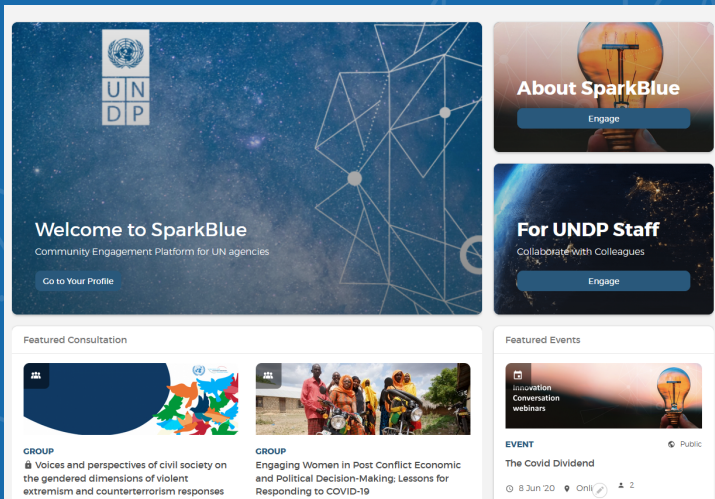 UN
DP
Welcome to SparkBlue
Community Engagement Platform for UN agencies
Go to Your Profile
About SparkBlue
Engage
For UNDP Staff
Collaborate with Colleagues
Engage
Featured Consultation
GROUP
Voices and perspectives of civil society on
the gendered dimensions of violent
extremism and counterterrorism responses
GROUP
Engaging Women in Post Conflict Economic
and Political Decision-Making; Lessons for
Responding to COVID-19
Featured Events
Innovation
Conversation
webinars
EVENT
Public
The Covid Dividend
8 Jun '20
2